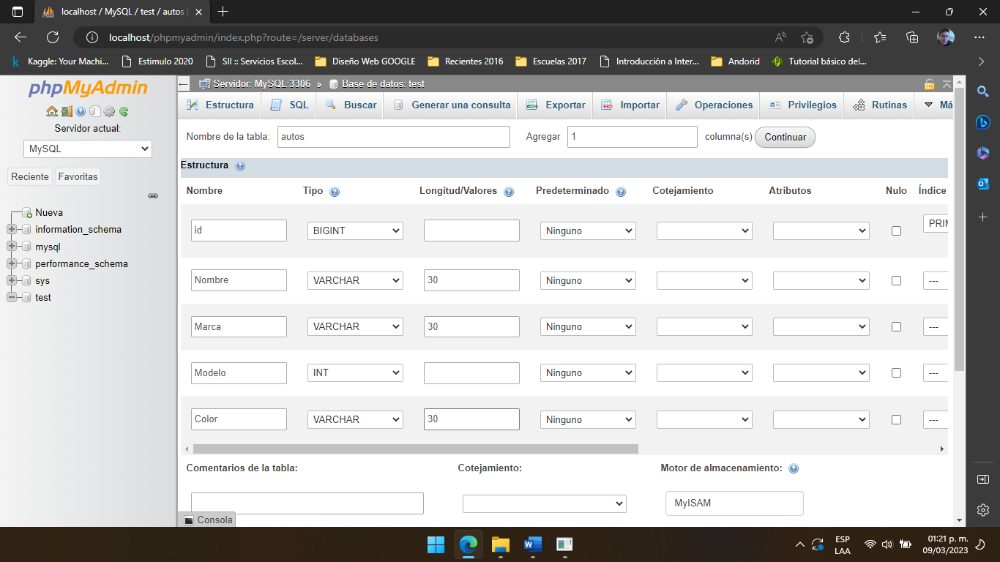 localhost / MySQL / test / autos
localhost/phpmyadmin/index.php?route=/server/databases
Kaggle: Your Machi... Estimulo 2020 SII :: Servicios Escol... Diseño Web GOOGLE Recientes 2016 Escuelas 2017 Introducción a Inter... Andorid Tutorial básico del...
phpMyAdmin
Servidor actual:
MySQL
Reciente Favoritas
Nueva
information_schema
mysql
performance_schema
sys
test
Servidor: MySQL:3306 » Base de datos: test
Estructura SQL Buscar Generar una consulta Exportar Importar Operaciones Privilegios Rutinas Má
Nombre de la tabla: autos Agregar 1 columna(s) Continuar
Estructura
Nombre Tipo Longitud/Valores Predeterminado Cotejamiento Atributos Nulo Índice
id BIGINT Ninguno PRIM
Nombre VARCHAR 30 Ninguno ---
Marca VARCHAR 30 Ninguno ---
Modelo INT Ninguno ---
Color VARCHAR 30 Ninguno ---
Comentarios de la tabla: Cotejamiento: Motor de almacenamiento:
MyISAM
Consola
ESP
LAA
01:21 p. m.
09/03/2023